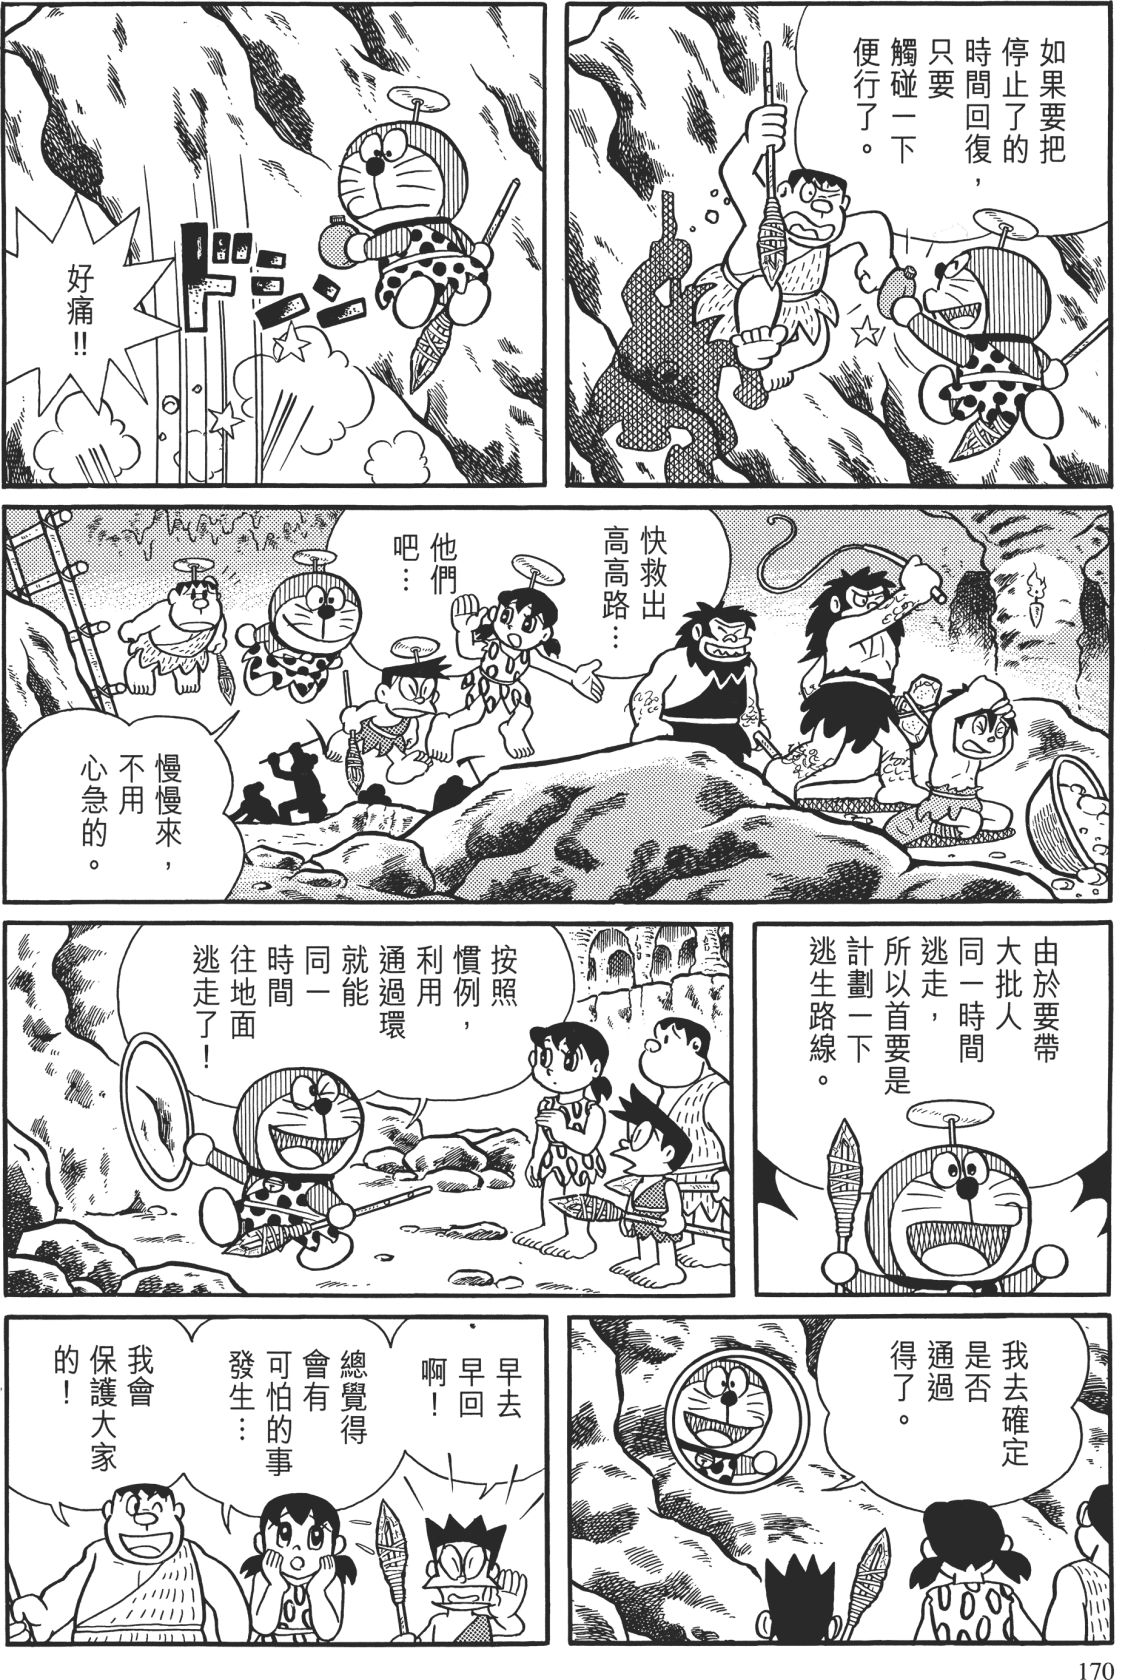 如果要把
停止了的
時間回復，
只要
觸碰一下
便行了。
好痛!!
ドドーン
快救出
高高路…
他們
吧…
慢慢來，
不用
心急的。
由於要帶
大批人
同一時間
逃走，
所以首要是
計劃一下
逃生路線。
按照
慣例，
利用
通過環
就能
同一
時間
往地面
逃走了！
我去確定
是否
通過
得了。
早去
早回
啊！
總覺得
會有
可怕的事
發生…
我會
保護大家
的！
170